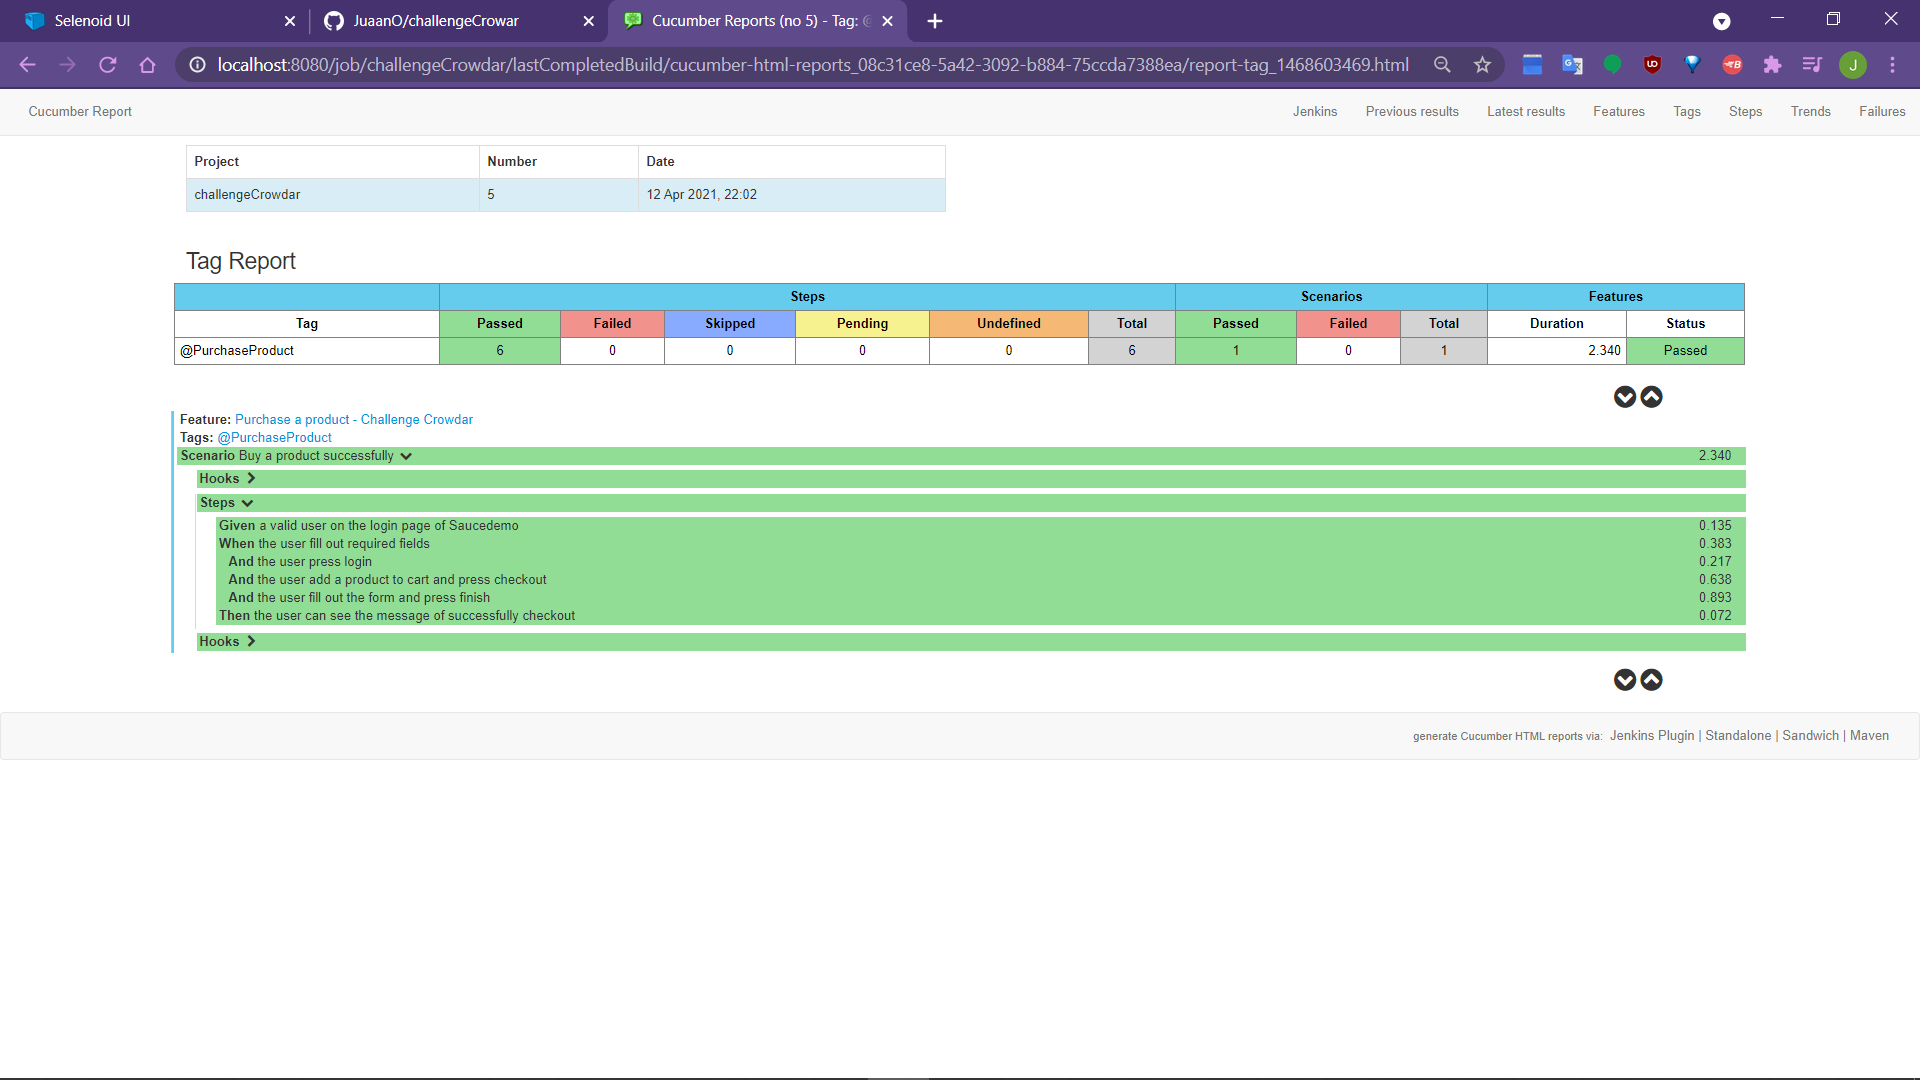 Selenoid UI
JuaanO/challengeCrowar
Cucumber Reports (no 5) - Tag: @
localhost:8080/job/challengeCrowdar/lastCompletedBuild/cucumber-html-reports_08c31ce8-5a42-3092-b884-75ccda7388ea/report-tag_1468603469.html
J
Cucumber Report Jenkins Previous results Latest results Features Tags Steps Trends Failures
Project Number Date
challengeCrowdar 5 12 Apr 2021, 22:02
Tag Report
Steps Scenarios Features
Tag Passed Failed Skipped Pending Undefined Total Passed Failed Total Duration Status
@PurchaseProduct 6 0 0 0 0 6 1 0 1 2.340 Passed
Feature: Purchase a product - Challenge Crowdar
Tags: @PurchaseProduct
Scenario Buy a product successfully 2.340
Hooks
Steps
Given a valid user on the login page of Saucedemo 0.135
When the user fill out required fields 0.383
And the user press login 0.217
And the user add a product to cart and press checkout 0.638
And the user fill out the form and press finish 0.893
Then the user can see the message of successfully checkout 0.072
Hooks
generate Cucumber HTML reports via: Jenkins Plugin | Standalone | Sandwich | Maven